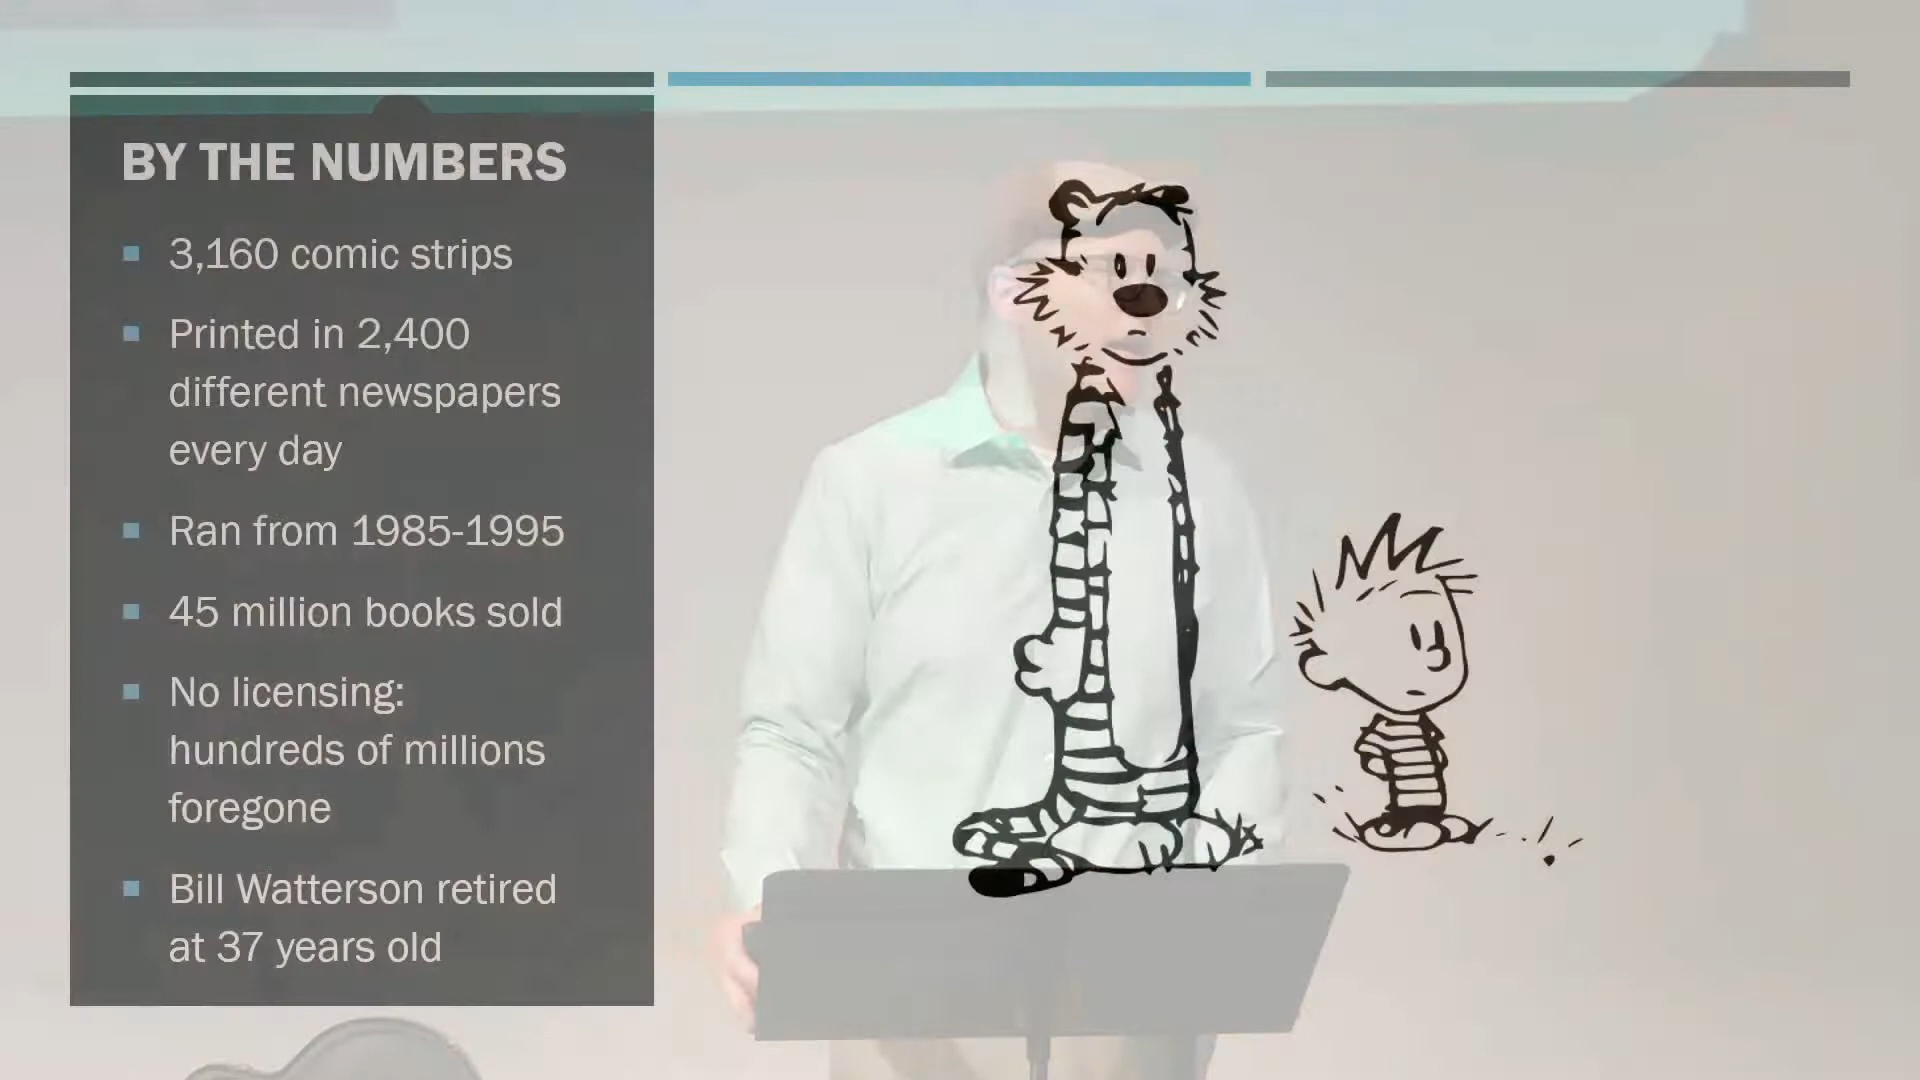 BY THE NUMBERS
3,160 comic strips
Printed in 2,400
different newspapers
every day
Ran from 1985-1995
45 million books sold
No licensing:
hundreds of millions
foregone
Bill Watterson retired
at 37 years old